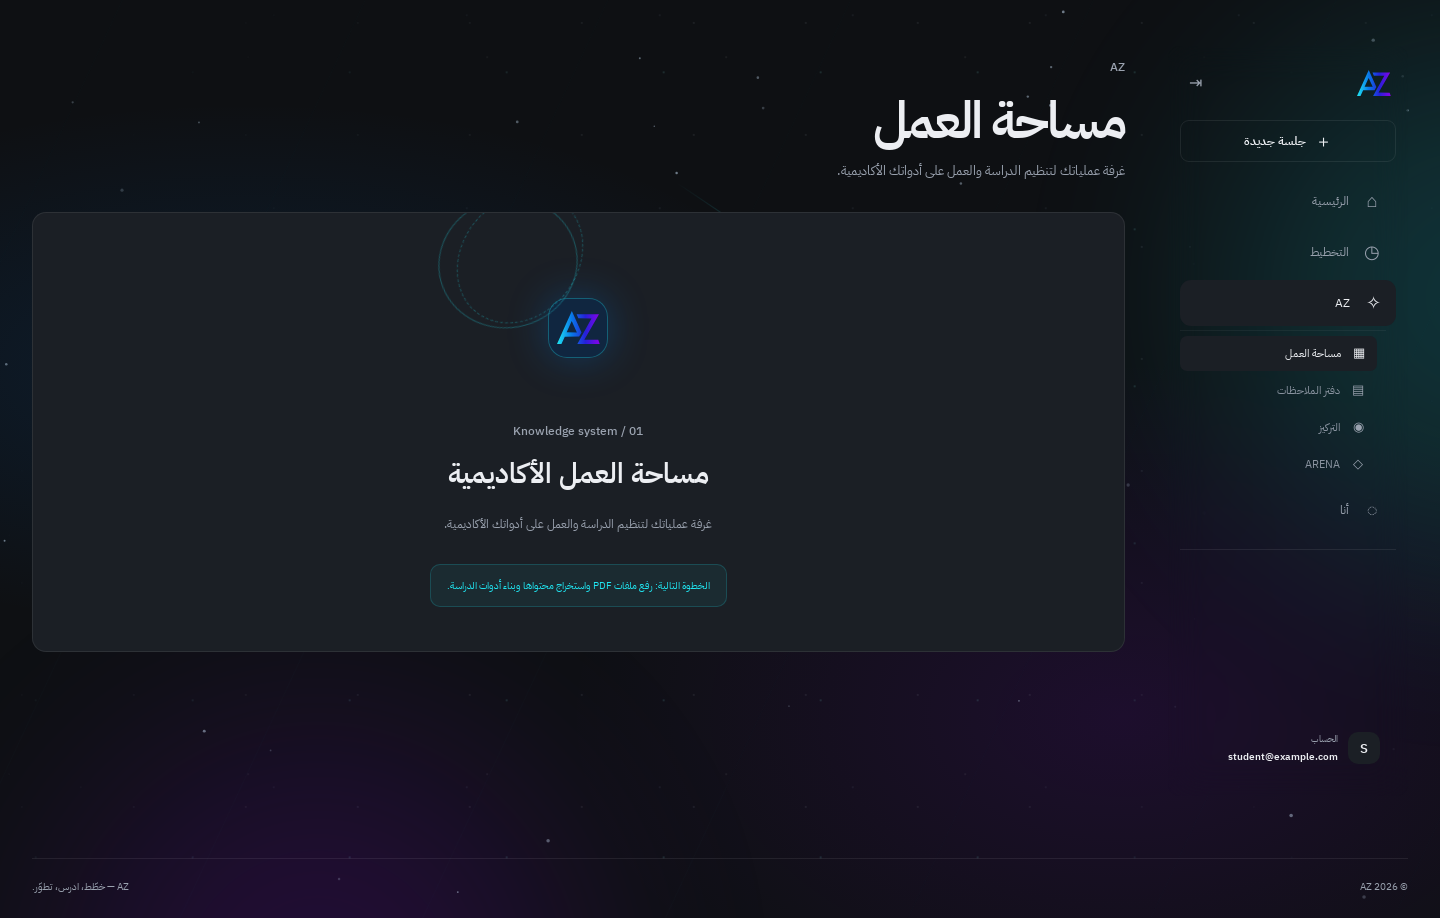 AZ
جلسة جديدة
الرئيسية
التخطيط
AZ
مساحة العمل
دفتر الملاحظات
التركيز
ARENA
أنا
الحساب
student@example.com
S
AZ
مساحة العمل
غرفة عملياتك لتنظيم الدراسة والعمل على أدواتك الأكاديمية.
AZ
Knowledge system / 01
مساحة العمل الأكاديمية
غرفة عملياتك لتنظيم الدراسة والعمل على أدواتك الأكاديمية.
الخطوة التالية: رفع ملفات PDF واستخراج محتواها وبناء أدوات الدراسة.
© 2026 AZ
AZ — خطّط، ادرس، تطوّر.